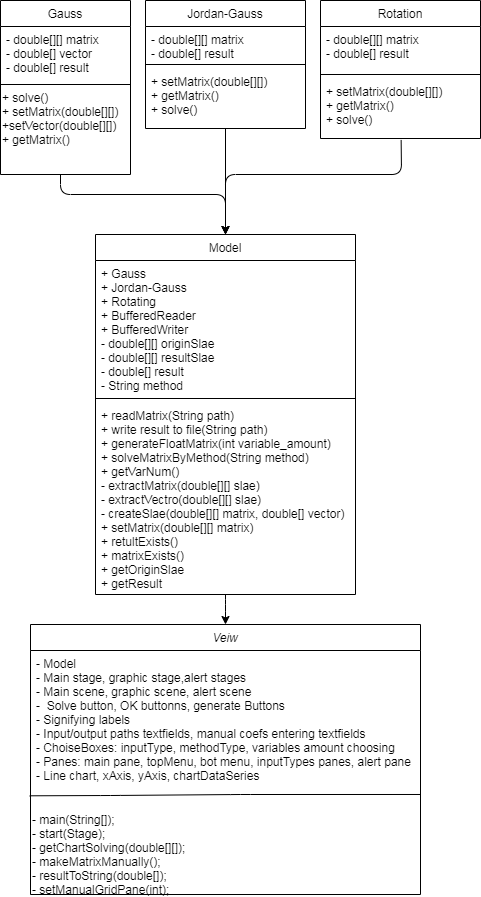 Gauss
- double[][] matrix
- double[] vector
- double[] result
+ solve()
+ setMatrix(double[][])
+setVector(double[][])
+ getMatrix()
Jordan-Gauss
- double[][] matrix
- double[] result
+ setMatrix(double[][])
+ getMatrix()
+ solve()
Rotation
- double[][] matrix
- double[] result
+ setMatrix(double[][])
+ getMatrix()
+ solve()
Model
+ Gauss
+ Jordan-Gauss
+ Rotating
+ BufferedReader
+ BufferedWriter
- double[][] originSlae
- double[][] resultSlae
- double[] result
- String method
+ readMatrix(String path)
+ write result to file(String path)
+ generateFloatMatrix(int variable_amount)
+ solveMatrixByMethod(String method)
+ getVarNum()
- extractMatrix(double[][] slae)
- extractVectro(double[][] slae)
- createSlae(double[][] matrix, double[] vector)
+ setMatrix(double[][] matrix)
+ retultExists()
+ matrixExists()
+ getOriginSlae
+ getResult
Veiw
- Model
- Main stage, graphic stage,alert stages
- Main scene, graphic scene, alert scene
- Solve button, OK buttonns, generate Buttons
- Signifying labels
- Input/output paths textfields, manual coefs entering textfields
- ChoiseBoxes: inputType, methodType, variables amount choosing
- Panes: main pane, topMenu, bot menu, inputTypes panes, alert pane
- Line chart, xAxis, yAxis, chartDataSeries
- main(String[]);
- start(Stage);
- getChartSolving(double[][]);
- makeMatrixManually();
- resultToString(double[]);
- setManualGridPane(int);